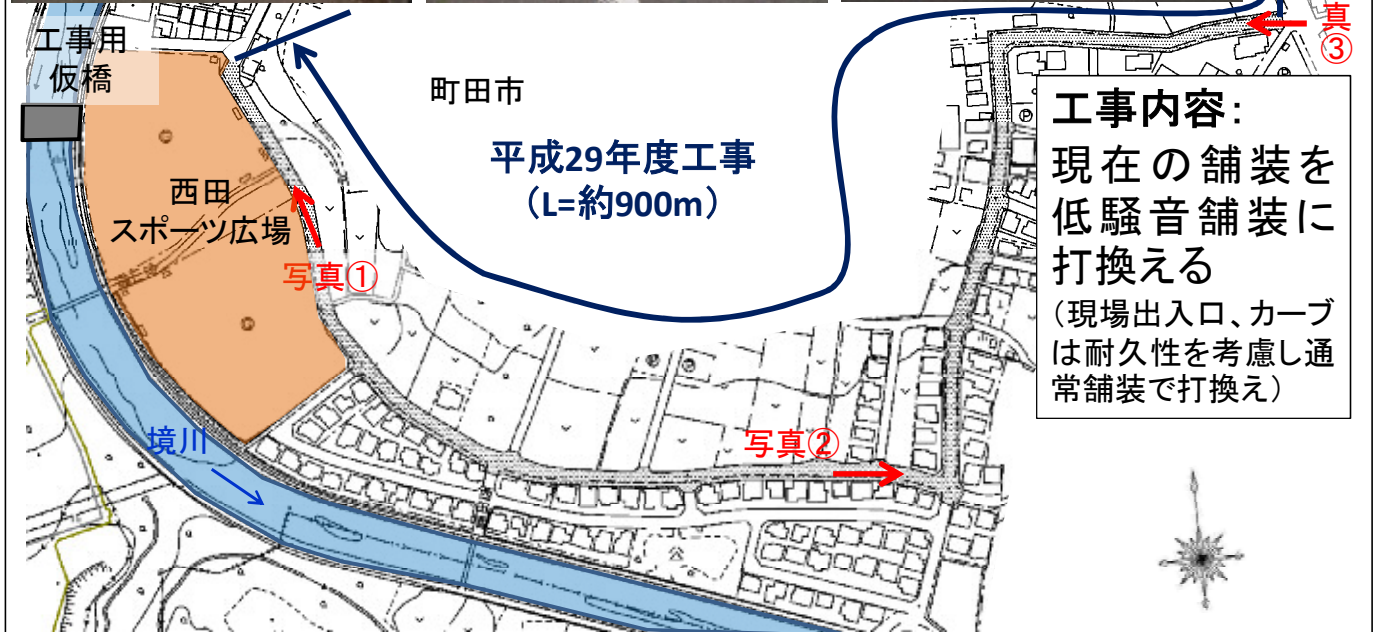 工事用
仮橋
町田市
平成29年度工事
（L=約900m）
西田
スポーツ広場
写真①
写真②
真
③
境川
工事内容：
現在の舗装を
低騒音舗装に
打換える
（現場出入口、カーブ
は耐久性を考慮し通
常舗装で打換え）
Ⓟ